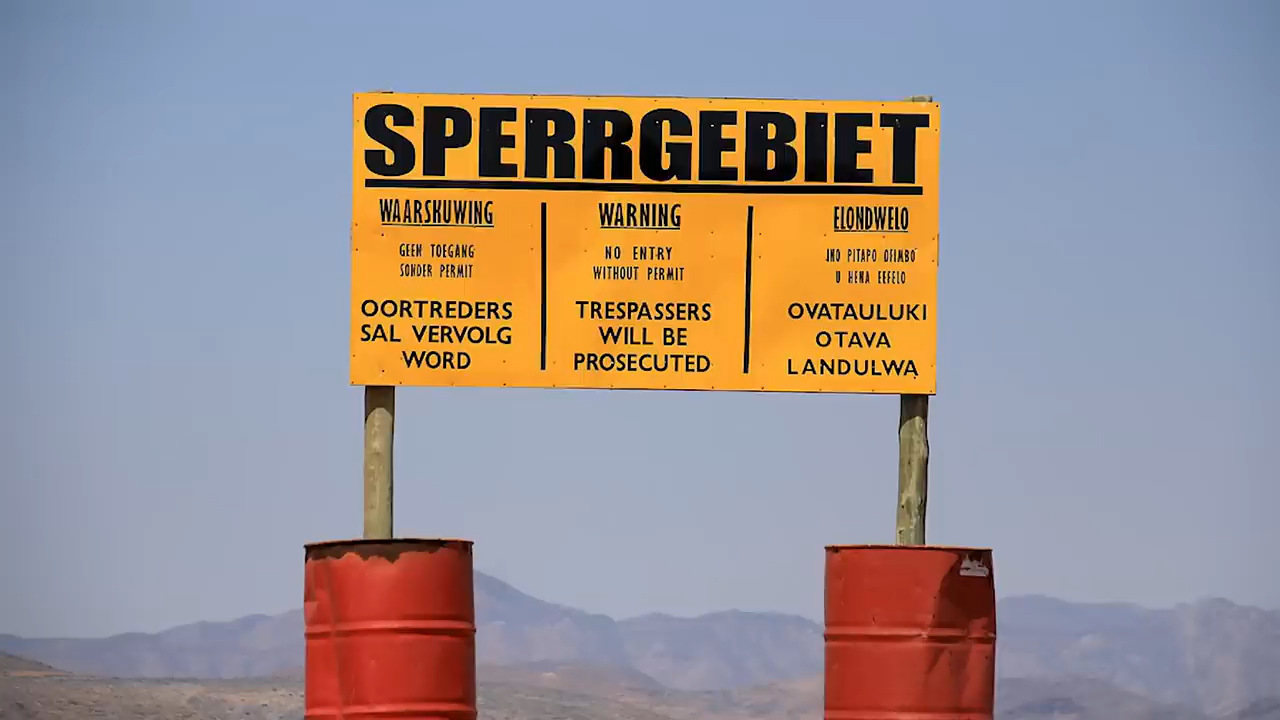 SPERRGEBIET
WAARSKUWING
GEEN TOEGANG
SONDER PERMIT
OORTREDERS
SAL VERVOLG
WORD
WARNING
NO ENTRY
WITHOUT PERMIT
TRESPASSERS
WILL BE
PROSECUTED
ELONDWELO
INO PITAPO OFIMBO
U HENA EEFELO
OVATAULUKI
OTAVA
LANDULWA